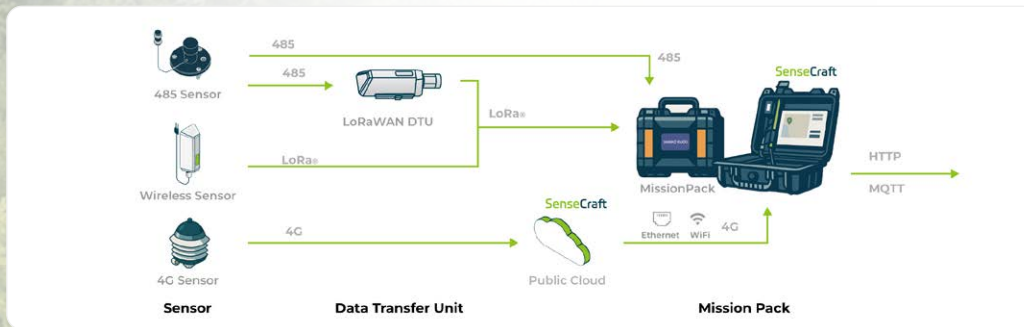 485
485
SenseCraft
485
485 Sensor
LoRaWAN DTU
LoRa®
LoRa®
Wireless Sensor
MissionPack
HTTP
MQTT
SenseCraft
4G
Ethernet
WiFi
4G
4G Sensor
Public Cloud
Sensor
Data Transfer Unit
Mission Pack